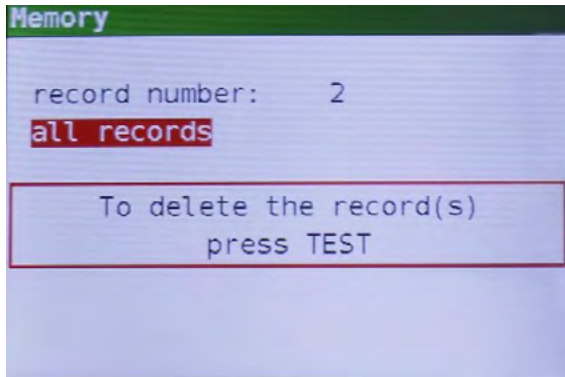 Memory
record number: 2
all records
To delete the record(s)
press TEST